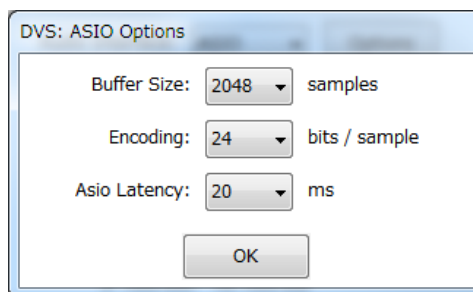 DVS: ASIO Options
Buffer Size: 2048 samples
Encoding: 24 bits / sample
Asio Latency: 20 ms
OK